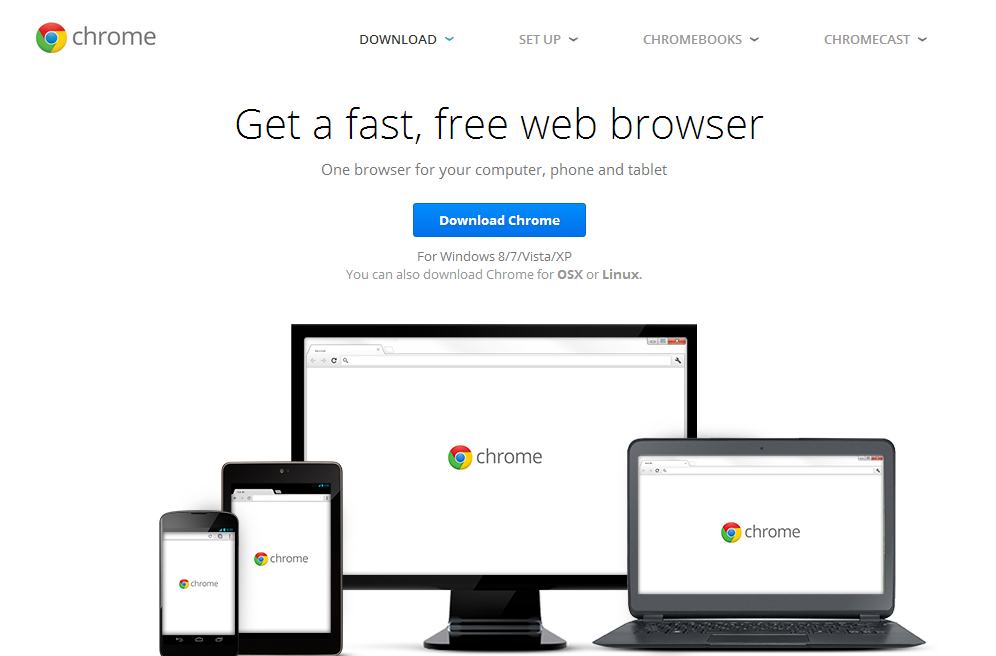 chrome
DOWNLOAD
SET UP
CHROMEBOOKS
CHROMECAST
Get a fast, free web browser
One browser for your computer, phone and tablet
Download Chrome
For Windows 8/7/Vista/XP
You can also download Chrome for OSX or Linux.
chrome
chrome
chrome
chrome